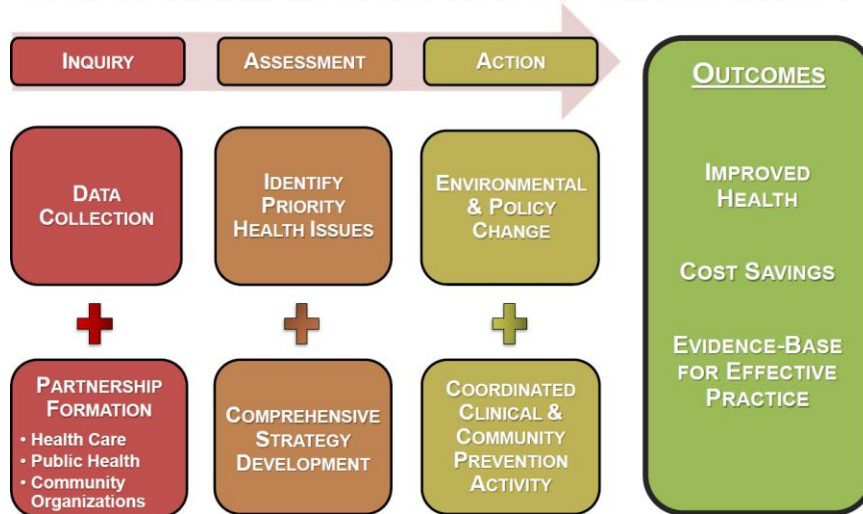 INQUIRY
ASSESSMENT
ACTION
OUTCOMES
DATA
COLLECTION
IDENTIFY
PRIORITY
HEALTH ISSUES
ENVIRONMENTAL
& POLICY
CHANGE
IMPROVED
HEALTH
COST SAVINGS
EVIDENCE-BASE
FOR EFFECTIVE
PRACTICE
PARTNERSHIP
FORMATION
• Health Care
• Public Health
• Community
Organizations
COMPREHENSIVE
STRATEGY
DEVELOPMENT
COORDINATED
CLINICAL &
COMMUNITY
PREVENTION
ACTIVITY